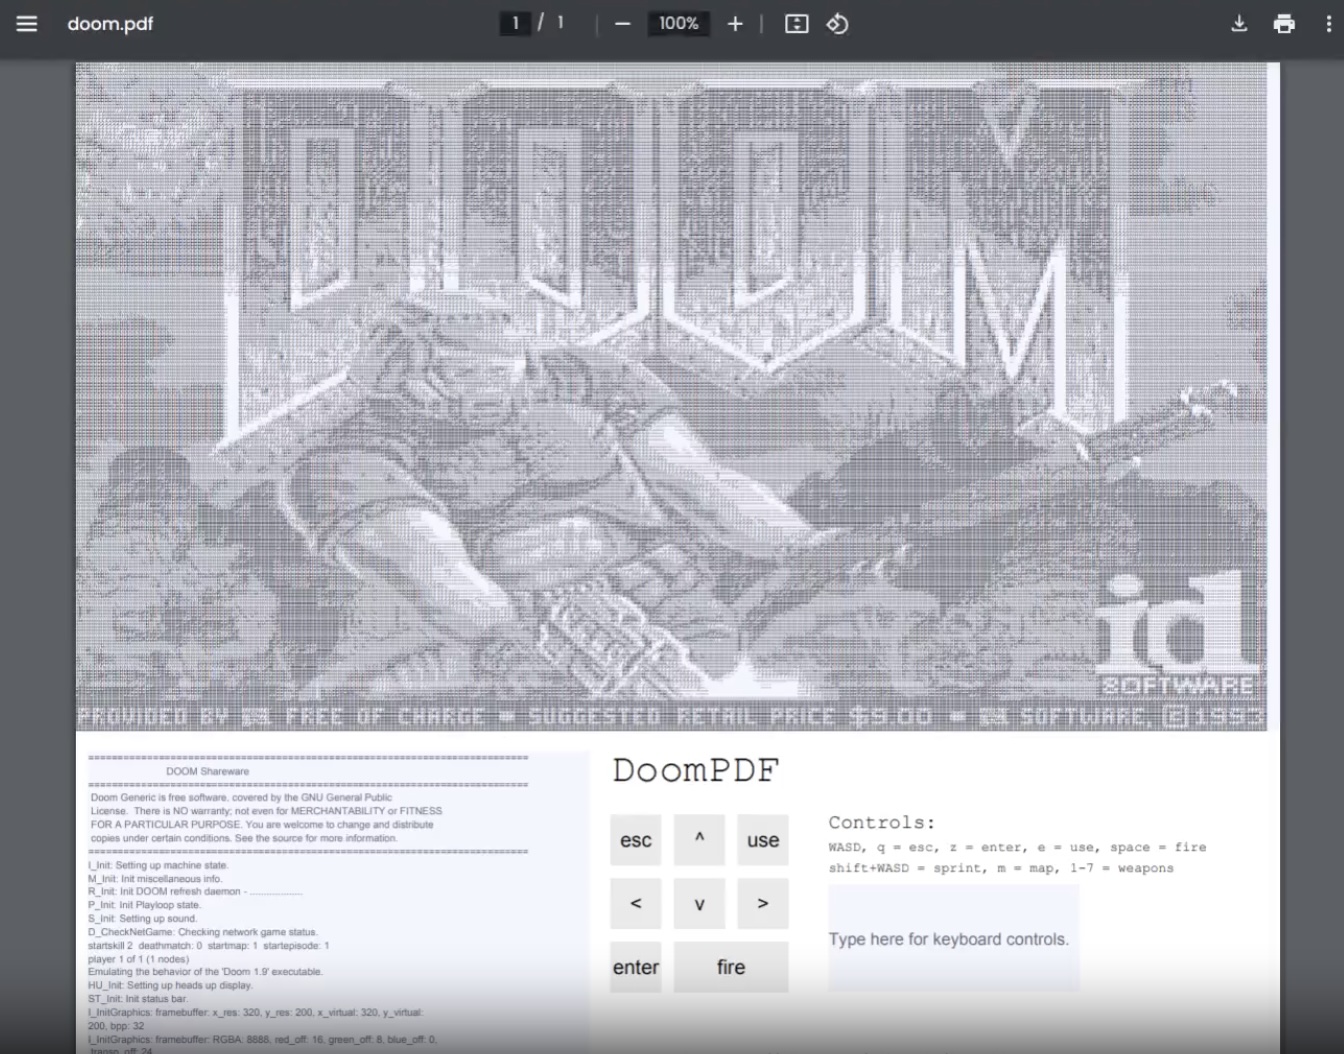 doom.pdf
1 / 1
100%
DOOM
id
SOFTWARE
PROVIDED BY id FREE OF CHARGE - SUGGESTED RETAIL PRICE $9.00 - id SOFTWARE, ©1993
==========================================================================
DOOM Shareware
==========================================================================
Doom Generic is free software, covered by the GNU General Public
License. There is NO warranty; not even for MERCHANTABILITY or FITNESS
FOR A PARTICULAR PURPOSE. You are welcome to change and distribute
copies under certain conditions. See the source for more information.
==========================================================================
I_Init: Setting up machine state.
M_Init: Init miscellaneous info.
R_Init: Init DOOM refresh daemon - ...................
P_Init: Init Playloop state.
S_Init: Setting up sound.
D_CheckNetGame: Checking network game status.
startskill 2 deathmatch: 0 startmap: 1 startepisode: 1
player 1 of 1 (1 nodes)
Emulating the behavior of the 'Doom 1.9' executable.
HU_Init: Setting up heads up display.
ST_Init: Init status bar.
I_InitGraphics: framebuffer: x_res: 320, y_res: 200, x_virtual: 320, y_virtual:
200, bpp: 32
I_InitGraphics: framebuffer: RGBA: 8888, red_off: 16, green_off: 8, blue_off: 0,
transp_off: 24
DoomPDF
esc ^ use
< v >
enter fire
Controls:
WASD, q = esc, z = enter, e = use, space = fire
shift+WASD = sprint, m = map, 1-7 = weapons
Type here for keyboard controls.